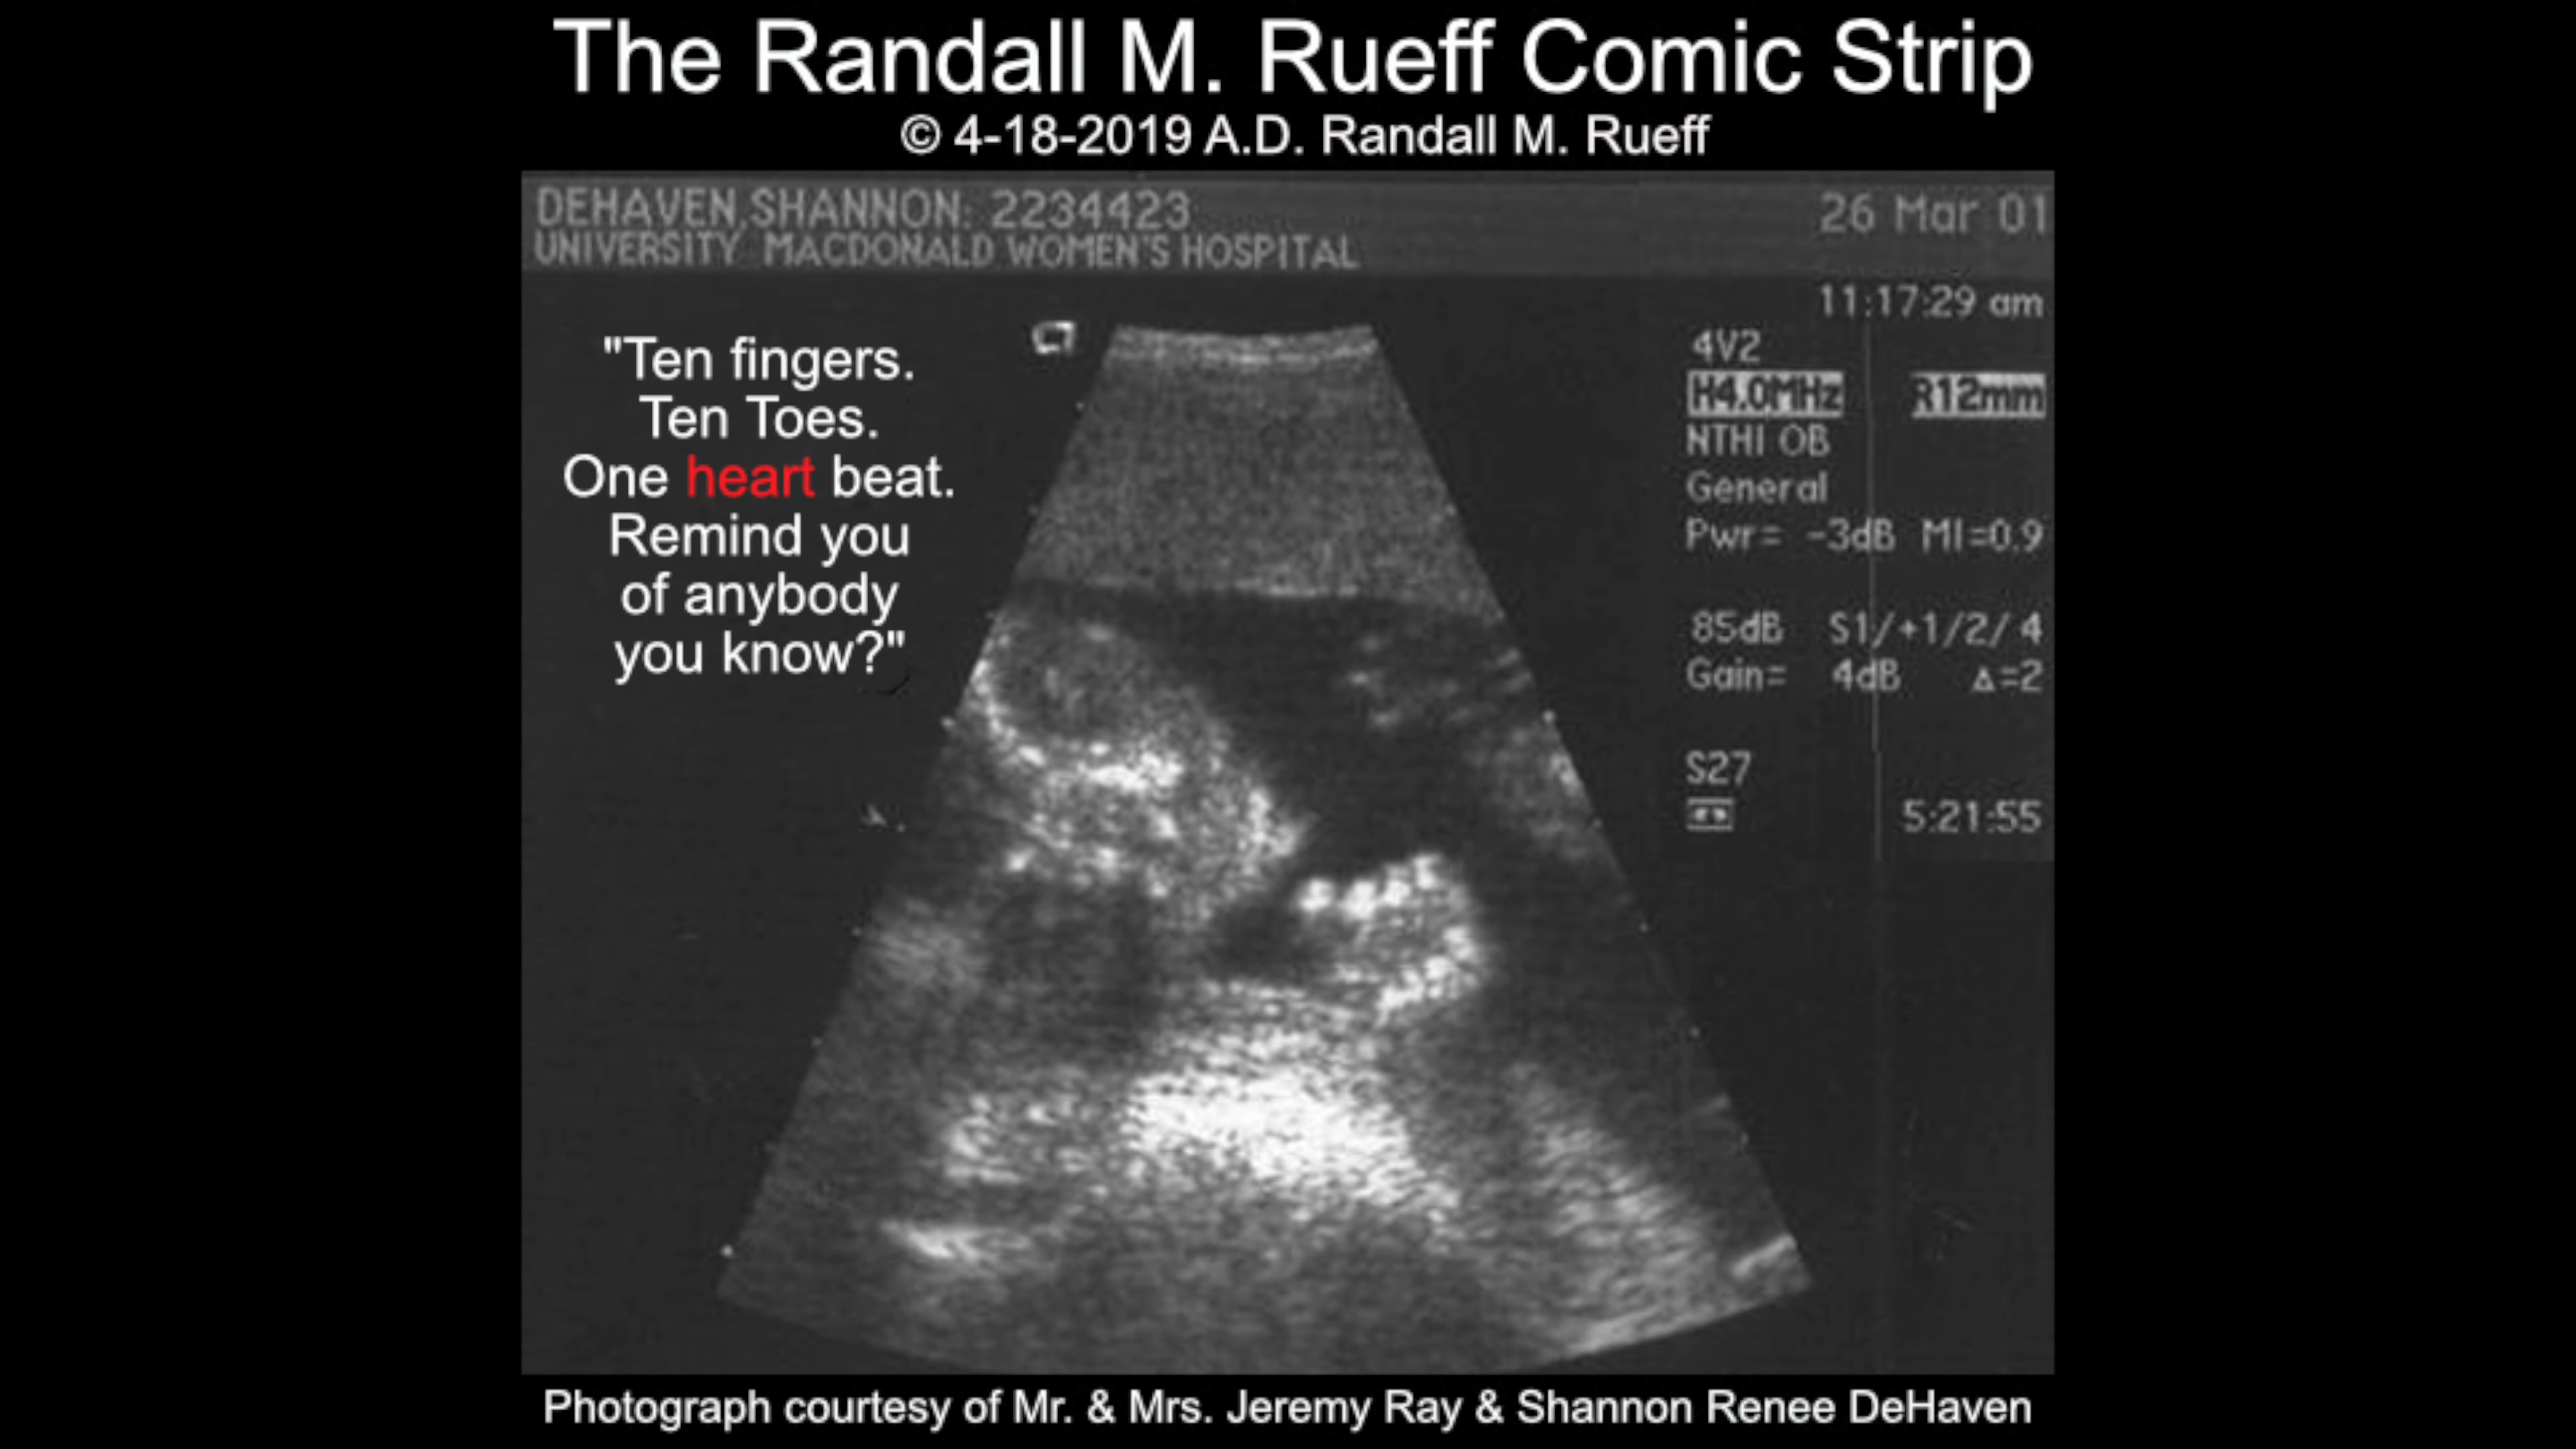 The Randall M. Rueff Comic Strip
© 4-18-2019 A.D. Randall M. Rueff
DEHAVEN,SHANNON: 2234423
26 Mar 01
UNIVERSITY MACDONALD WOMEN'S HOSPITAL
11:17:29 am
"Ten fingers.
Ten Toes.
One heart beat.
Remind you
of anybody
you know?"
4V2
H4.0MHz R12mm
NTHI OB
General
Pwr= -3dB MI=0.9
85dB S1/+1/2/4
Gain= 4dB Δ=2
S27
5:21:55
Photograph courtesy of Mr. & Mrs. Jeremy Ray & Shannon Renee DeHaven